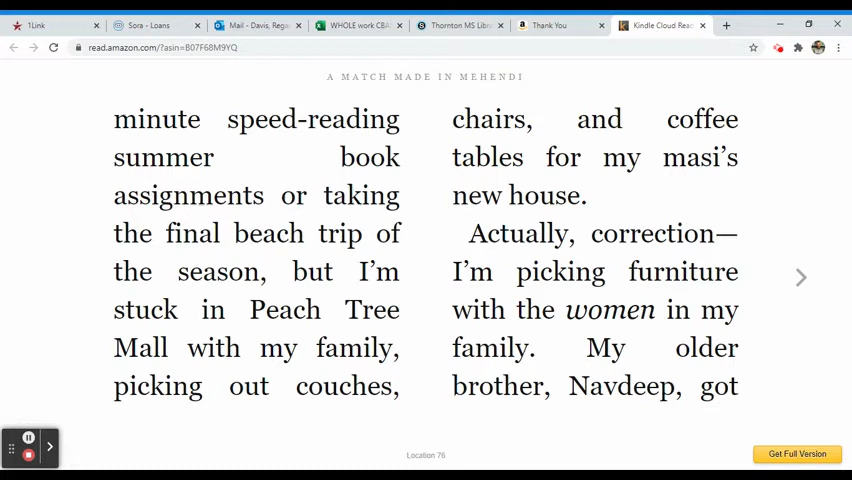 1Link
Sora - Loans
Mail - Davis, Rega
WHOLE work CBA
Thornton MS Libr
Thank You
Kindle Cloud Read
read.amazon.com/?asin=B07F68M9YQ
A MATCH MADE IN MEHENDI
minute speed-reading
summer book
assignments or taking
the final beach trip of
the season, but I'm
stuck in Peach Tree
Mall with my family,
picking out couches,
chairs, and coffee
tables for my masi's
new house.
Actually, correction—
I'm picking furniture
with the women in my
family. My older
brother, Navdeep, got
Location 76
Get Full Version